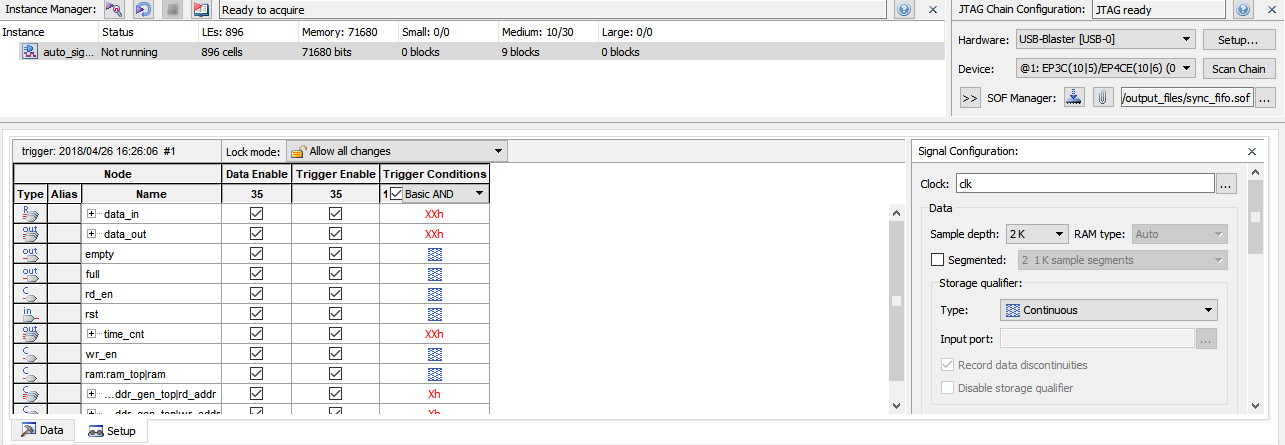 Instance Manager: Ready to acquire
JTAG Chain Configuration: JTAG ready
Instance Status LEs: 896 Memory: 71680 Small: 0/0 Medium: 10/30 Large: 0/0
auto_sig... Not running 896 cells 71680 bits 0 blocks 9 blocks 0 blocks
Hardware: USB-Blaster [USB-0] Setup...
Device: @1: EP3C(10|5)/EP4CE(10|6) (0 Scan Chain
>> SOF Manager: /output_files/sync_fifo.sof ...
trigger: 2018/04/26 16:26:06 #1 Lock mode: Allow all changes
Node Data Enable Trigger Enable Trigger Conditions
Type Alias Name 35 35 1 Basic AND
R data_in XXh
out data_out XXh
out empty
out full
C rd_en
in rst
out time_cnt XXh
C wr_en
C ram:ram_top|ram
C ...ddr_gen_top|rd_addr Xh
...ddr_gen_top|wr_addr Xh
Signal Configuration:
Clock: clk ...
Data
Sample depth: 2 K RAM type: Auto
Segmented: 2 1 K sample segments
Storage qualifier:
Type: Continuous
Input port: ...
Record data discontinuities
Disable storage qualifier
Data Setup